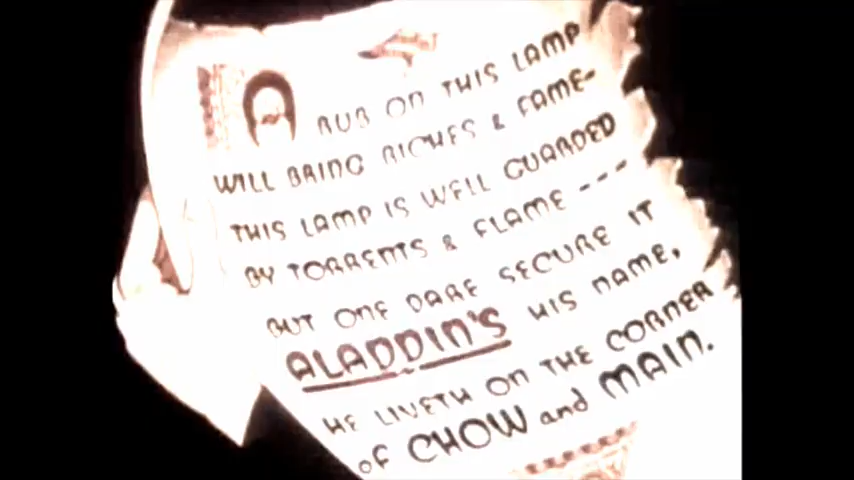 A RUB ON THIS LAMP
WILL BRING RICHES & FAME-
THIS LAMP IS WELL GUARDED
BY TORRENTS & FLAME ---
BUT ONE DARE SECURE IT
ALADDIN'S HIS NAME,
HE LIVETH ON THE CORNER
OF CHOW and MAIN.